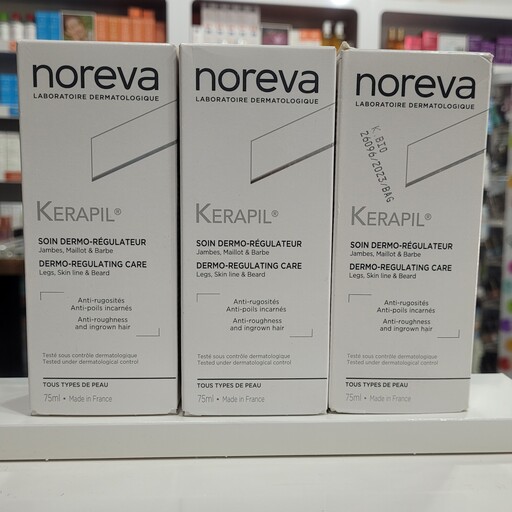 noreva
LABORATOIRE DERMATOLOGIQUE
KERAPIL®
SOIN DERMO-RÉGULATEUR
Jambes, Maillot & Barbe
DERMO-REGULATING CARE
Legs, Skin line & Beard
Anti-rugosités
Anti-poils incarnés
Anti-roughness
and ingrown hair
Testé sous contrôle dermatologique
Tested under dermatological control
TOUS TYPES DE PEAU
75ml • Made in France
noreva
LABORATOIRE DERMATOLOGIQUE
KERAPIL®
SOIN DERMO-RÉGULATEUR
Jambes, Maillot & Barbe
DERMO-REGULATING CARE
Legs, Skin line & Beard
Anti-rugosités
Anti-poils incarnés
Anti-roughness
and ingrown hair
Testé sous contrôle dermatologique
Tested under dermatological control
TOUS TYPES DE PEAU
75ml • Made in France
noreva
LABORATOIRE DERMATOLOGIQUE
K.BIO
26096/2023/BAG
KERAPIL®
SOIN DERMO-RÉGULATEUR
Jambes, Maillot & Barbe
DERMO-REGULATING CARE
Legs, Skin line & Beard
Anti-rugosités
Anti-poils incarnés
Anti-roughness
and ingrown hair
Testé sous contrôle dermatologique
Tested under dermatological control
TOUS TYPES DE PEAU
75ml • Made in France